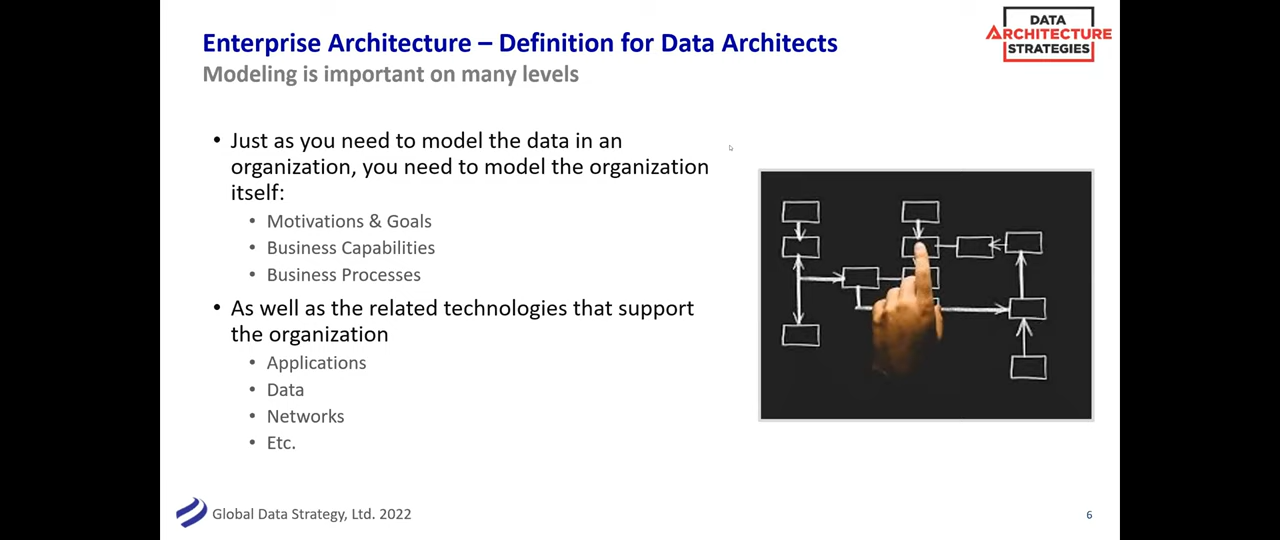 DATA
ARCHITECTURE
STRATEGIES
Enterprise Architecture – Definition for Data Architects
Modeling is important on many levels
• Just as you need to model the data in an
organization, you need to model the organization
itself:
• Motivations & Goals
• Business Capabilities
• Business Processes
• As well as the related technologies that support
the organization
• Applications
• Data
• Networks
• Etc.
Global Data Strategy, Ltd. 2022
6